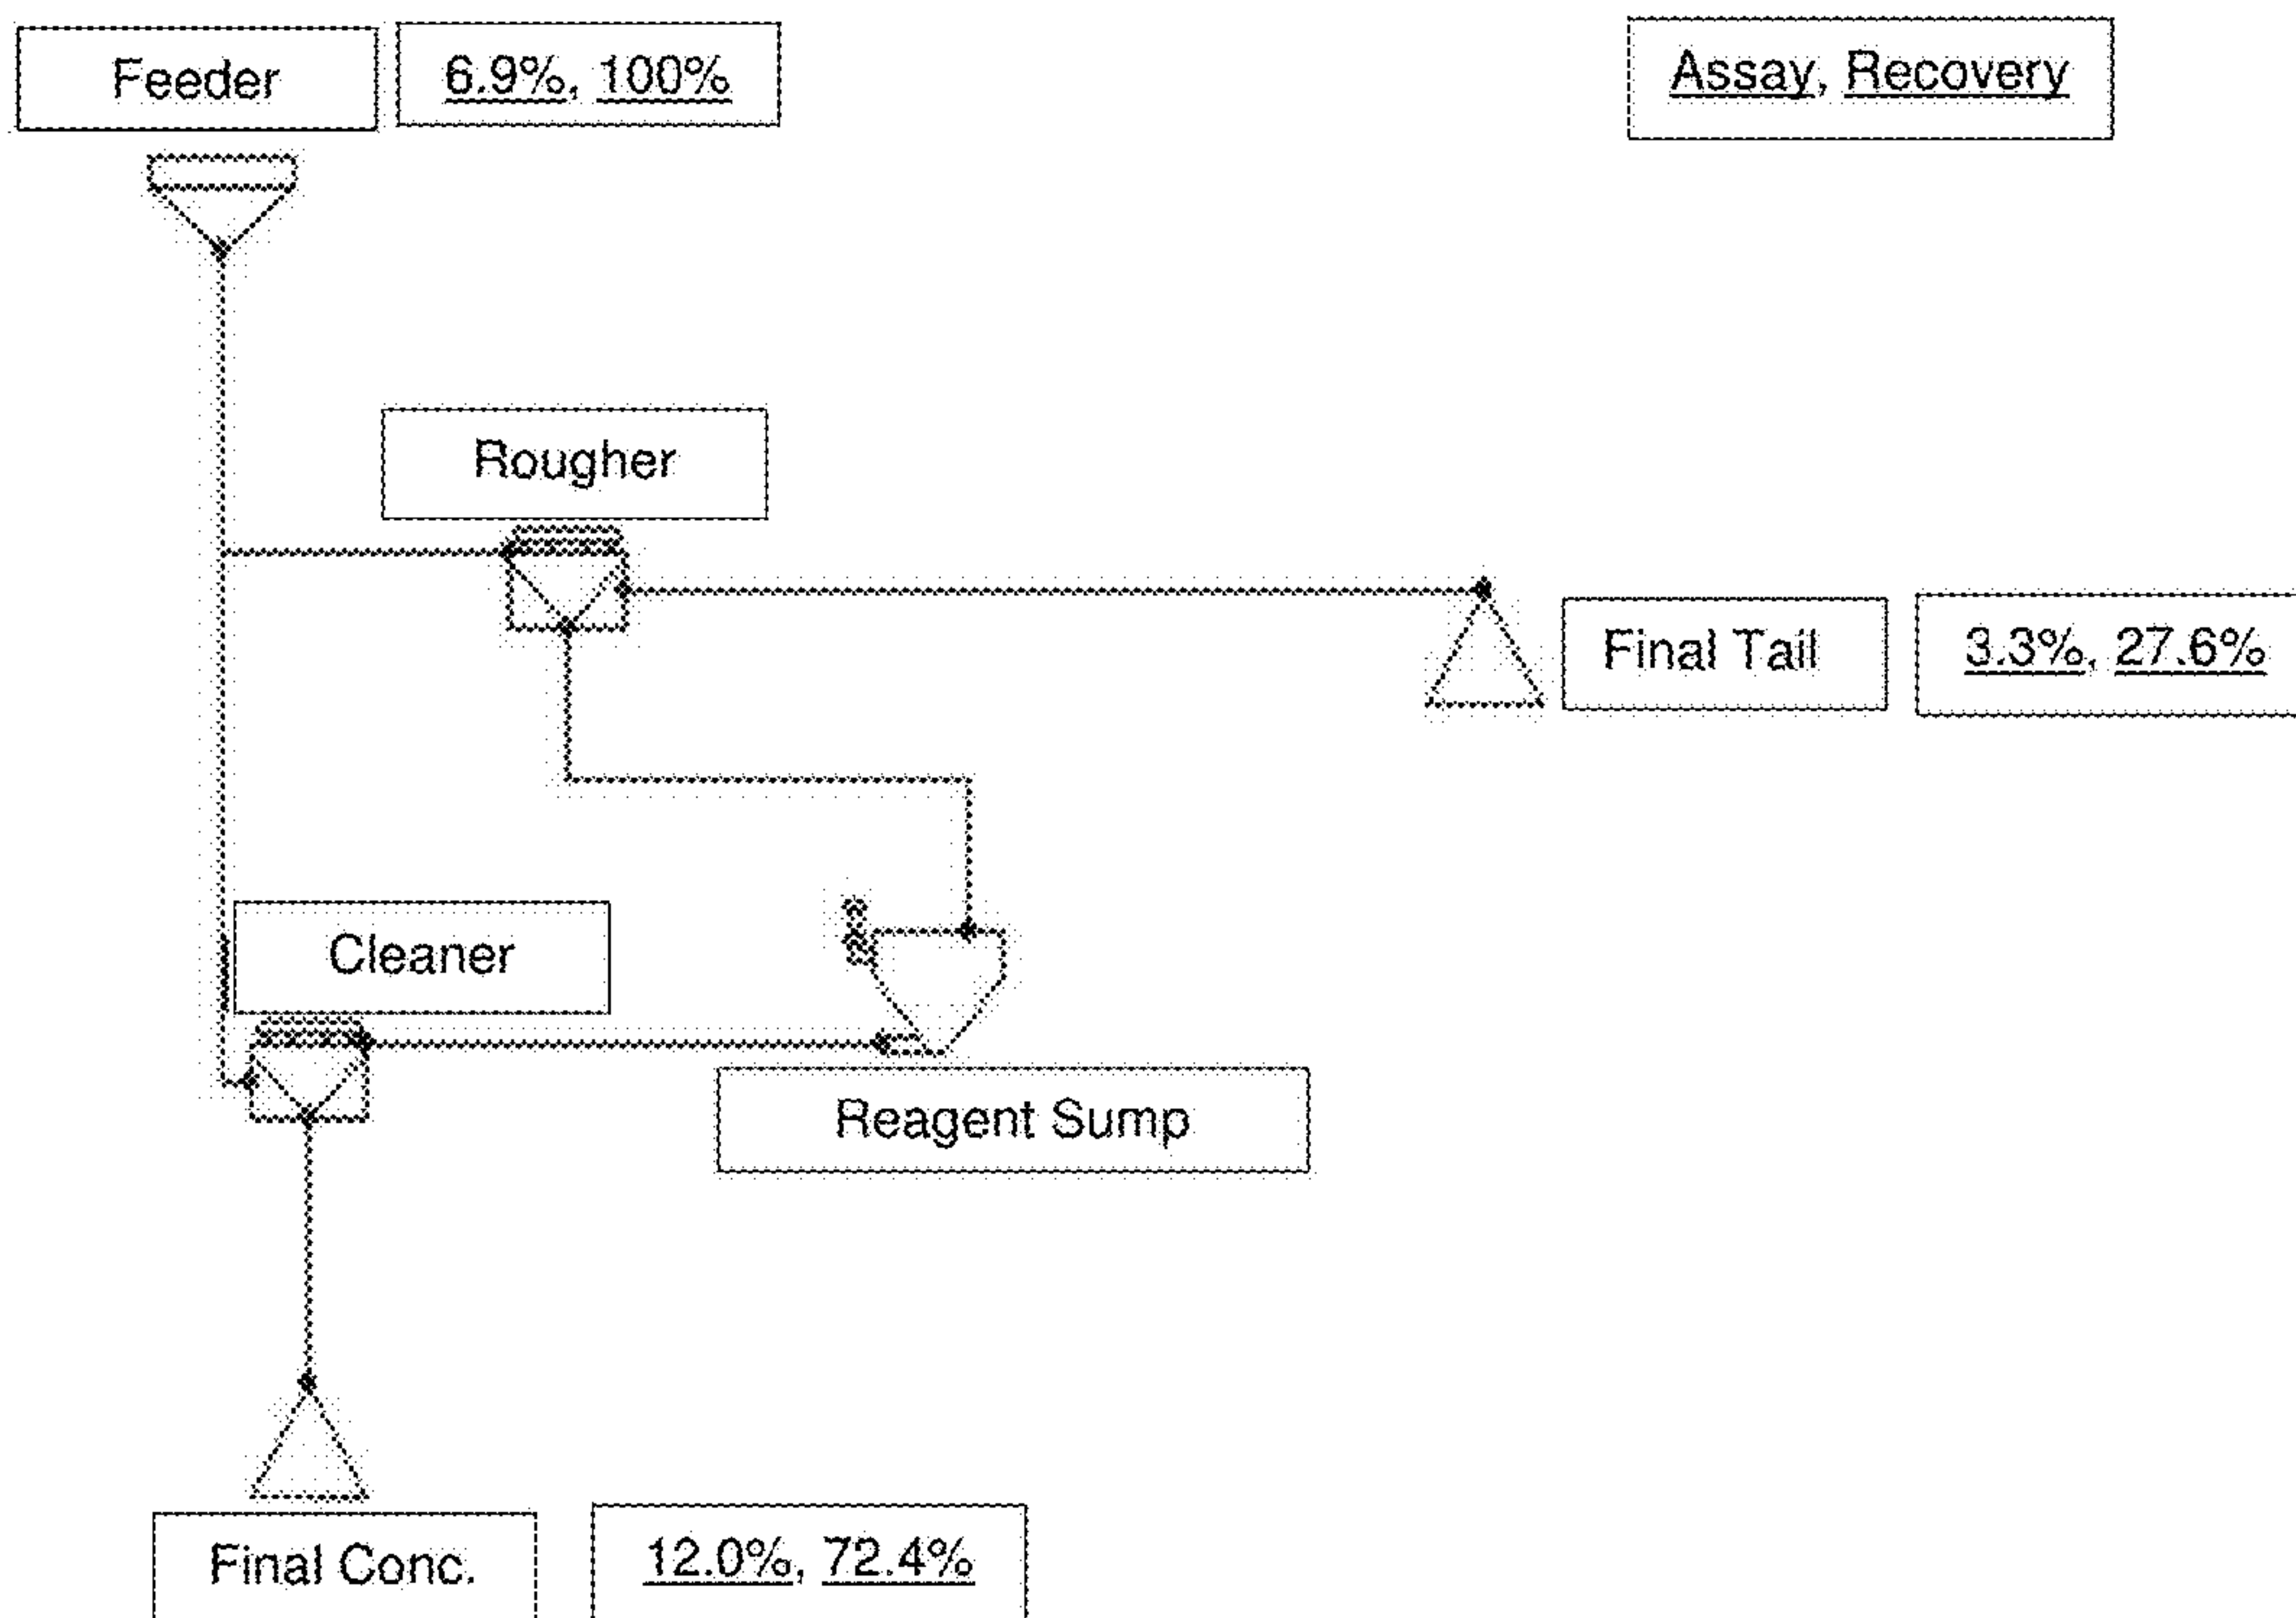 Feeder
6.9%, 100%
Assay, Recovery
Rougher
Final Tail
3.3%, 27.6%
Cleaner
Reagent Sump
Final Conc.
12.0%, 72.4%